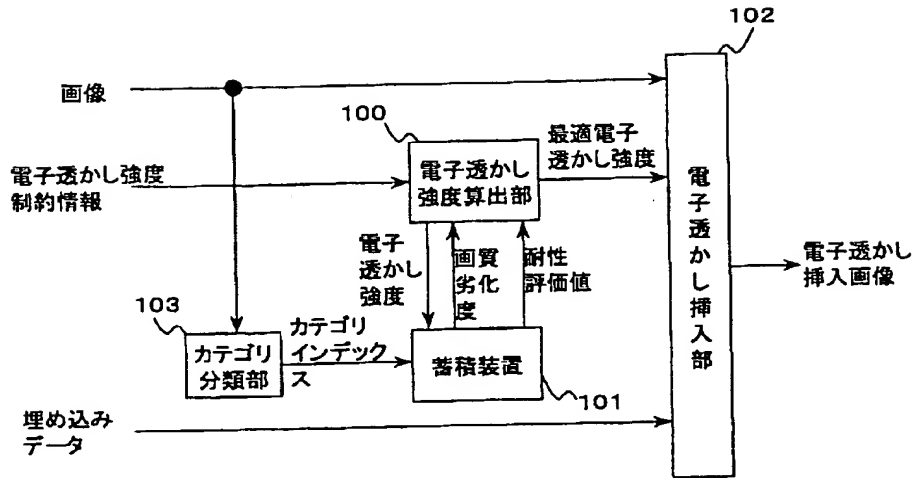 102
画像
100
電子透かし
強度算出部
最適電子
透かし強度
電子透かし強度
制約情報
電子透かし挿入部
電子
透かし
強度
画質
劣化
度
耐性
評価値
電子透かし
挿入画像
103
カテゴリ
分類部
カテゴリ
インデック
ス
蓄積装置
101
埋め込み
データ